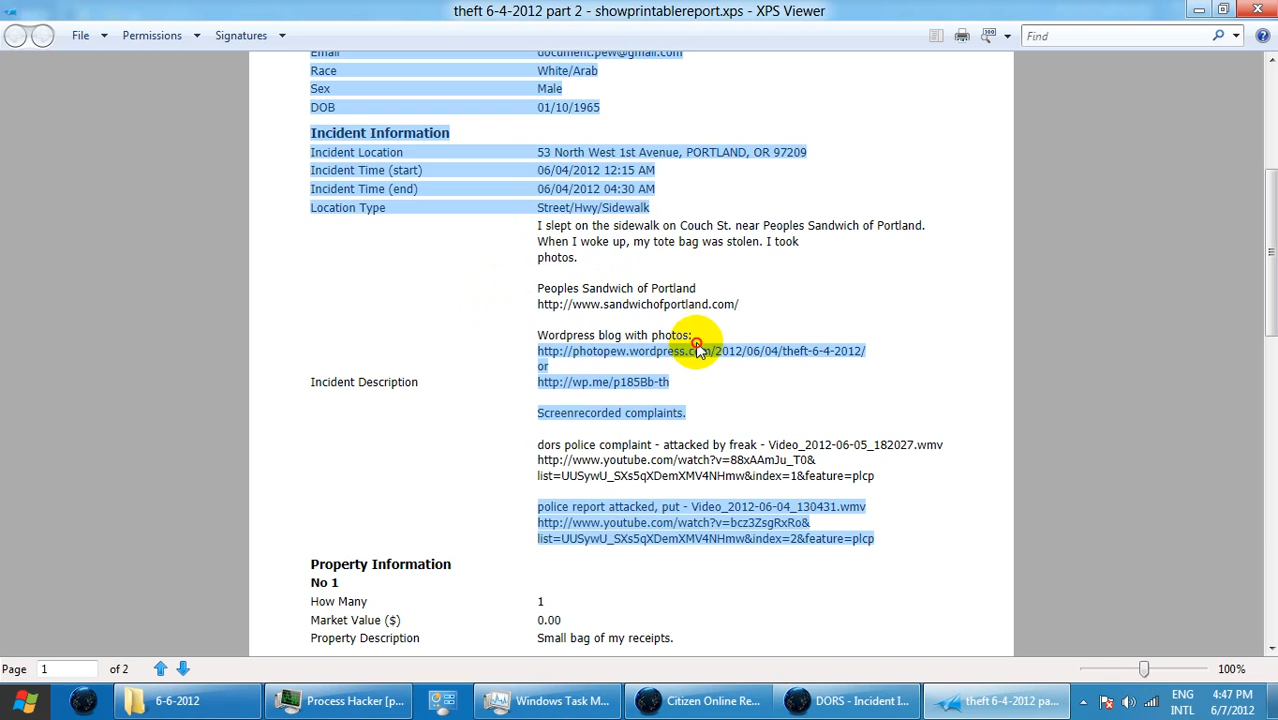 theft 6-4-2012 part 2 - showprintablereport.xps - XPS Viewer
File Permissions Signatures Find
Email document.pew@gmail.com
Race White/Arab
Sex Male
DOB 01/10/1965
Incident Information
Incident Location 53 North West 1st Avenue, PORTLAND, OR 97209
Incident Time (start) 06/04/2012 12:15 AM
Incident Time (end) 06/04/2012 04:30 AM
Location Type Street/Hwy/Sidewalk
I slept on the sidewalk on Couch St. near Peoples Sandwich of Portland.
When I woke up, my tote bag was stolen. I took
photos.
Peoples Sandwich of Portland
http://www.sandwichofportland.com/
Wordpress blog with photos:
http://photopew.wordpress.com/2012/06/04/theft-6-4-2012/
or
Incident Description http://wp.me/p185Bb-th
Screenrecorded complaints.
dors police complaint - attacked by freak - Video_2012-06-05_182027.wmv
http://www.youtube.com/watch?v=88xAAmJu_T0&
list=UUSywU_SXs5qXDemXMV4NHmw&index=1&feature=plcp
police report attacked, put - Video_2012-06-04_130431.wmv
http://www.youtube.com/watch?v=bcz3ZsgRxRo&
list=UUSywU_SXs5qXDemXMV4NHmw&index=2&feature=plcp
Property Information
No 1
How Many 1
Market Value ($) 0.00
Property Description Small bag of my receipts.
Page 1 of 2 100%
6-6-2012 Process Hacker [p... Windows Task M... Citizen Online Re... DORS - Incident I... theft 6-4-2012 pa... ENG 4:47 PM
INTL 6/7/2012